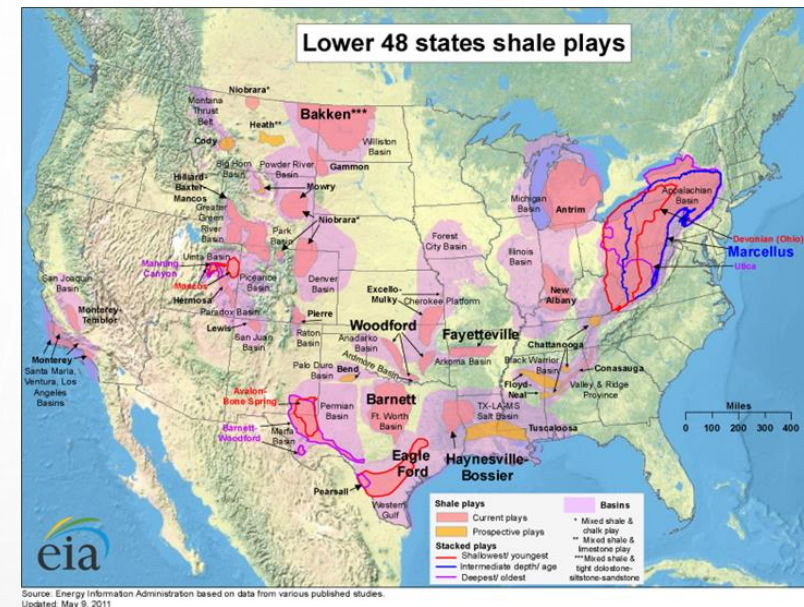 Lower 48 states shale plays
Niobrara*
Montana
Thrust
Belt
Heath**
Cody
Bakken***
Williston
Basin
Big Horn
Basin
Powder River
Basin
Gammon
Hilliard-
Baxter-
Mancos
Mowry
Greater
Green
River
Basin
Park
Basin
Niobrara*
Michigan
Basin
Antrim
Appalachian
Basin
Devonian (Ohio)
Marcellus
Utica
Forest
City Basin
Illinois
Basin
Uinta Basin
Manning
Canyon
Mancos
Piceance
Basin
Denver
Basin
Hermosa
Paradox Basin
Excello-
Mulky
Cherokee Platform
New
Albany
San Joaquin
Basin
Monterey-
Temblor
Lewis
San Juan
Basin
Pierre
Raton
Basin
Woodford
Anadarko
Basin
Ardmore Basin
Fayetteville
Arkoma Basin
Chattanooga
Black Warrior
Basin
Conasauga
Monterey
Santa Maria,
Ventura, Los
Angeles
Basins
Palo Duro
Basin
Bend
Floyd-
Neal
Valley & Ridge
Province
Avalon-
Bone Spring
Permian
Basin
Barnett
Ft. Worth
Basin
TX-LA-MS
Salt Basin
Tuscaloosa
Barnett-
Woodford
Marfa
Basin
Eagle
Ford
Haynesville-
Bossier
Pearsall
Western
Gulf
Miles
0 100 200 300 400
Shale plays
Current plays
Prospective plays
Stacked plays
Shallowest/ youngest
Intermediate depth/ age
Deepest/ oldest
Basins
* Mixed shale &
chalk play
** Mixed shale &
limestone play
***Mixed shale &
tight dolostone-
siltstone-sandstone
eia
Source: Energy Information Administration based on data from various published studies.
Updated: May 9, 2011